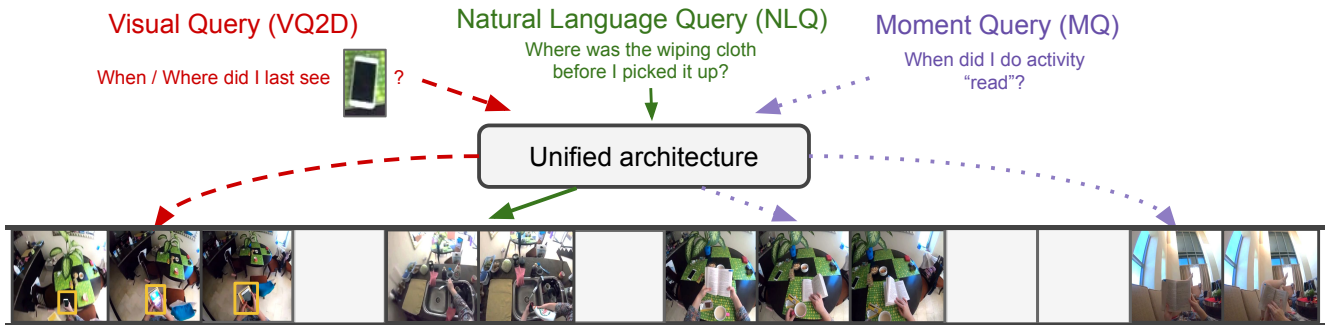 Visual Query (VQ2D)
When / Where did I last see ?
Natural Language Query (NLQ)
Where was the wiping cloth
before I picked it up?
Moment Query (MQ)
When did I do activity
“read”?
Unified architecture